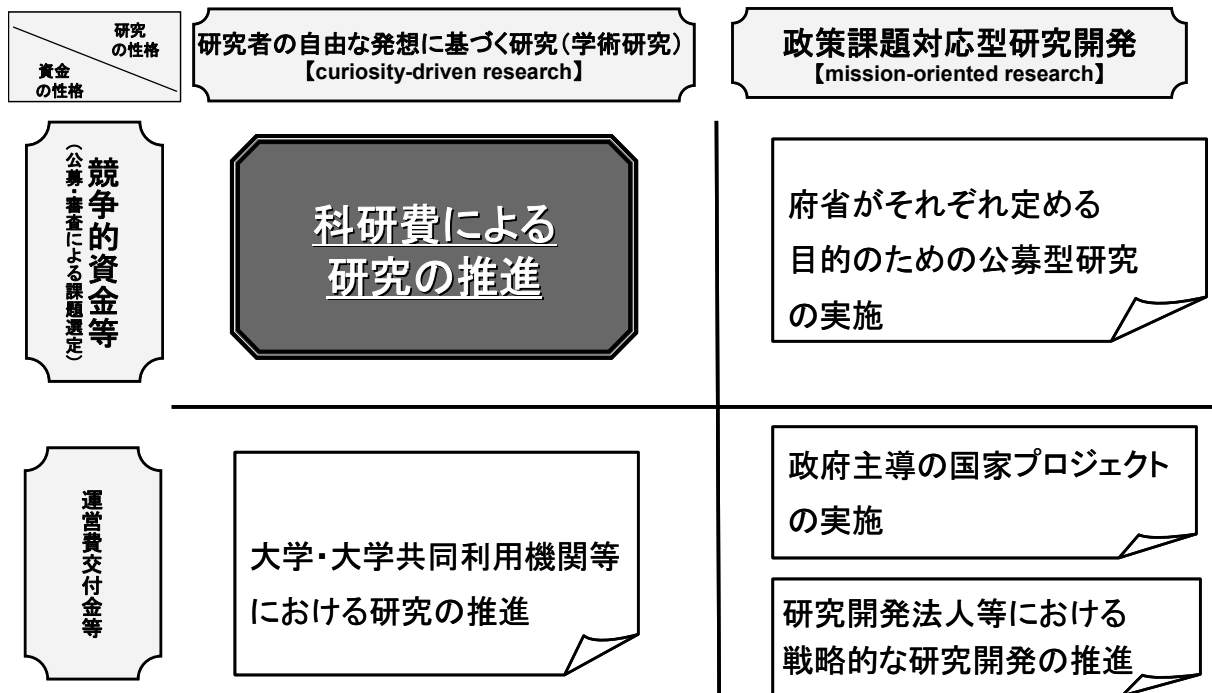 研究
の性格
資金
の性格
研究者の自由な発想に基づく研究(学術研究)
【curiosity-driven research】
政策課題対応型研究開発
【mission-oriented research】
競争的資金等
(公募・審査による課題選定)
科研費による
研究の推進
府省がそれぞれ定める
目的のための公募型研究
の実施
運営費交付金等
大学・大学共同利用機関等
における研究の推進
政府主導の国家プロジェクト
の実施
研究開発法人等における
戦略的な研究開発の推進